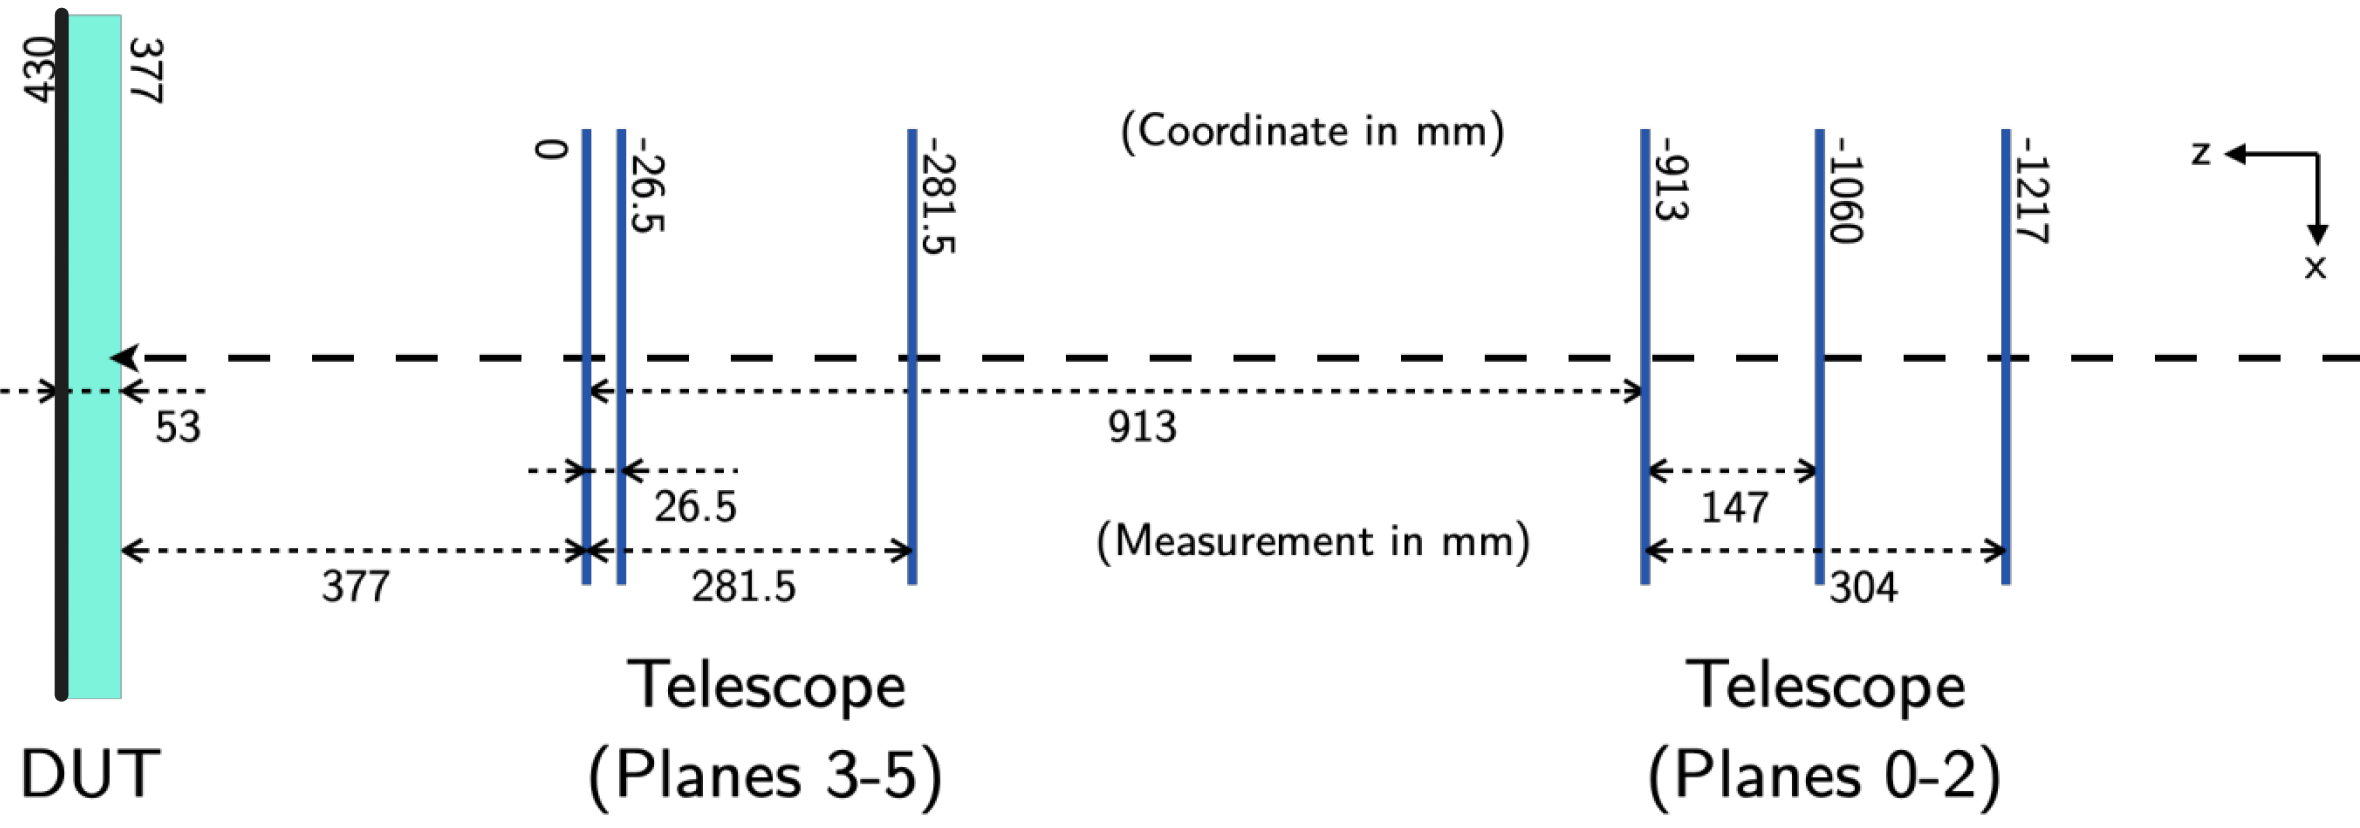 430
377
0
-26.5
-281.5
(Coordinate in mm)
-913
-1060
-1217
z
x
53
913
26.5
147
(Measurement in mm)
377
281.5
304
Telescope
(Planes 3-5)
Telescope
(Planes 0-2)
DUT